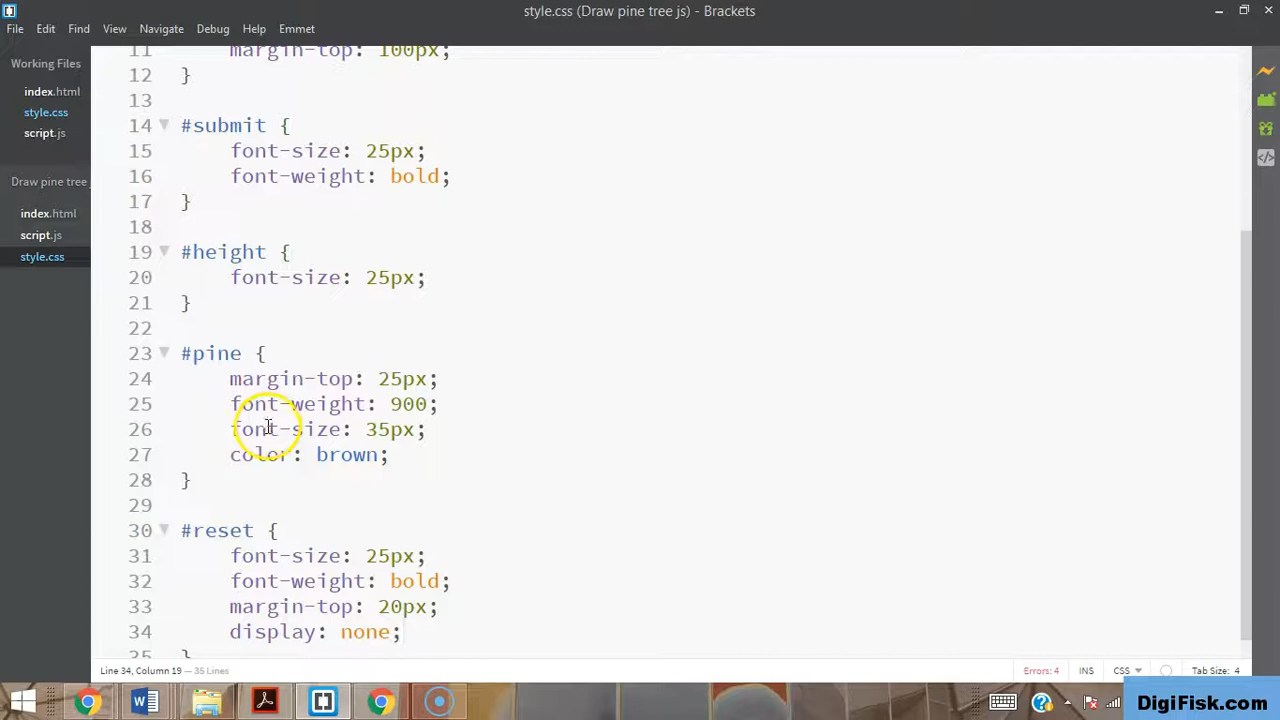 style.css (Draw pine tree js) - Brackets
File Edit Find View Navigate Debug Help Emmet
Working Files
index.html
style.css
script.js
Draw pine tree
index.html
script.js
style.css
11 margin-top: 100px;
12 }
13
14 #submit {
15 font-size: 25px;
16 font-weight: bold;
17 }
18
19 #height {
20 font-size: 25px;
21 }
22
23 #pine {
24 margin-top: 25px;
25 font-weight: 900;
26 font-size: 35px;
27 color: brown;
28 }
29
30 #reset {
31 font-size: 25px;
32 font-weight: bold;
33 margin-top: 20px;
34 display: none;
35 }
Line 34, Column 19 — 35 Lines
Errors: 4 INS CSS Tab Size: 4
DigiFisk.com